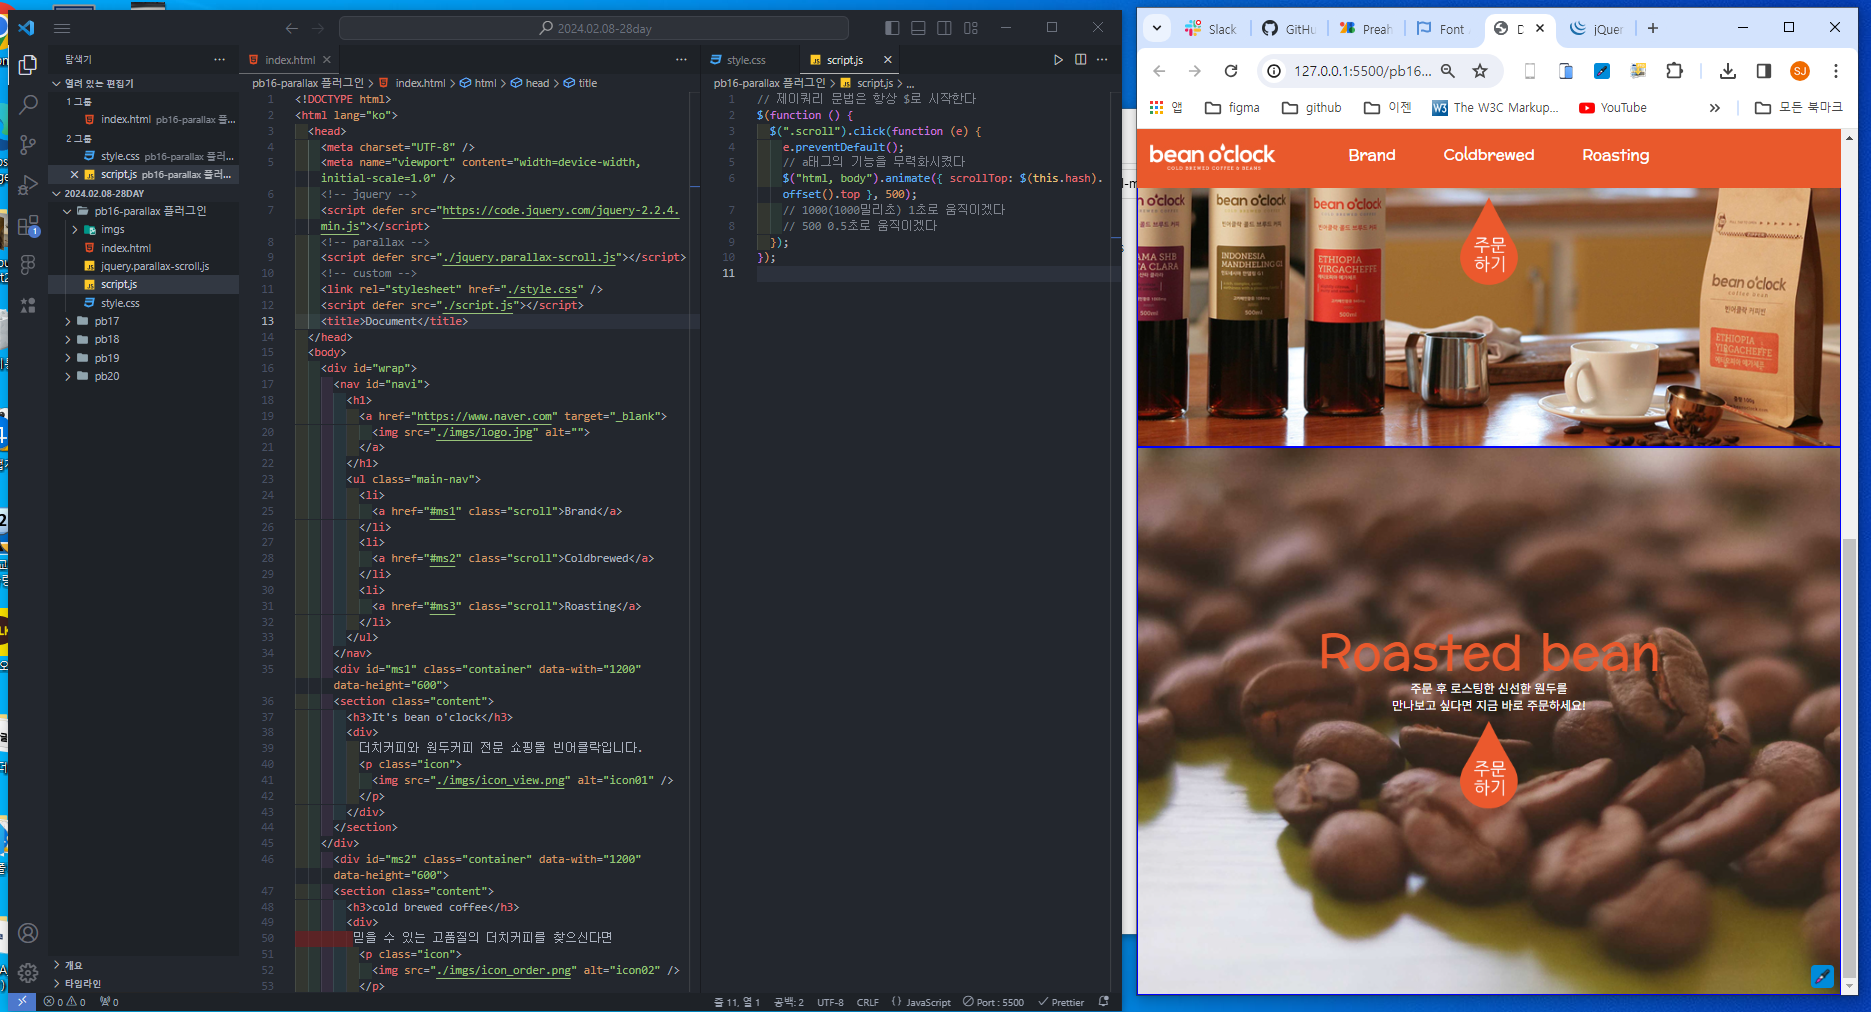 2024.02.08-28day
탐색기
열려 있는 편집기
1 그룹
index.html pb16-parallax 플...
2 그룹
style.css pb16-parallax 플러...
script.js pb16-parallax 플러...
2024.02.08-28DAY
pb16-parallax 플러그인
imgs
index.html
jquery.parallax-scroll.js
script.js
style.css
pb17
pb18
pb19
pb20
개요
타임라인
index.html
pb16-parallax 플러그인 > index.html > html > head > title
1 <!DOCTYPE html>
2 <html lang="ko">
3 <head>
4 <meta charset="UTF-8" />
5 <meta name="viewport" content="width=device-width,
initial-scale=1.0" />
6 <!-- jquery -->
7 <script defer src="https://code.jquery.com/jquery-2.2.4.
min.js"></script>
8 <!-- parallax -->
9 <script defer src="./jquery.parallax-scroll.js"></script>
10 <!-- custom -->
11 <link rel="stylesheet" href="./style.css" />
12 <script defer src="./script.js"></script>
13 <title>Document</title>
14 </head>
15 <body>
16 <div id="wrap">
17 <nav id="navi">
18 <h1>
19 <a href="https://www.naver.com" target="_blank">
20 <img src="./imgs/logo.jpg" alt="">
21 </a>
22 </h1>
23 <ul class="main-nav">
24 <li>
25 <a href="#ms1" class="scroll">Brand</a>
26 </li>
27 <li>
28 <a href="#ms2" class="scroll">Coldbrewed</a>
29 </li>
30 <li>
31 <a href="#ms3" class="scroll">Roasting</a>
32 </li>
33 </ul>
34 </nav>
35 <div id="ms1" class="container" data-with="1200"
data-height="600">
36 <section class="content">
37 <h3>It's bean o'clock</h3>
38 <div>
39 더치커피와 원두커피 전문 쇼핑몰 빈어클락입니다.
40 <p class="icon">
41 <img src="./imgs/icon_view.png" alt="icon01" />
42 </p>
43 </div>
44 </section>
45 </div>
46 <div id="ms2" class="container" data-with="1200"
data-height="600">
47 <section class="content">
48 <h3>cold brewed coffee</h3>
49 <div>
50 믿을 수 있는 고품질의 더치커피를 찾으신다면
51 <p class="icon">
52 <img src="./imgs/icon_order.png" alt="icon02" />
53 </p>
style.css
script.js
pb16-parallax 플러그인 > script.js > ...
1 // 제이쿼리 문법은 항상 $로 시작한다
2 $(function () {
3 $(".scroll").click(function (e) {
4 e.preventDefault();
5 // a태그의 기능을 무력화시켰다
6 $("html, body").animate({ scrollTop: $(this.hash).
offset().top }, 500);
7 // 1000(1000밀리초) 1초로 움직이겠다
8 // 500 0.5초로 움직이겠다
9 });
10 });
11
0 0 0
줄 11, 열 1 공백: 2 UTF-8 CRLF {} JavaScript Port : 5500 Prettier
Slack
GitHu
Preah
Font
D
jQuer
127.0.0.1:5500/pb16...
SJ
앱
figma
github
이젠
W3 The W3C Markup...
YouTube
모든 북마크
bean o'clock
COLD BREWED COFFEE & BEANS
Brand
Coldbrewed
Roasting
주문
하기
INDONESIA
MANDHELING G1
ETHIOPIA
YIRGACHEFFE
bean o'clock
coffee bean
ETHIOPIA
YIRGACHEFFE
Roasted bean
주문 후 로스팅한 신선한 원두를
만나보고 싶다면 지금 바로 주문하세요!
주문
하기